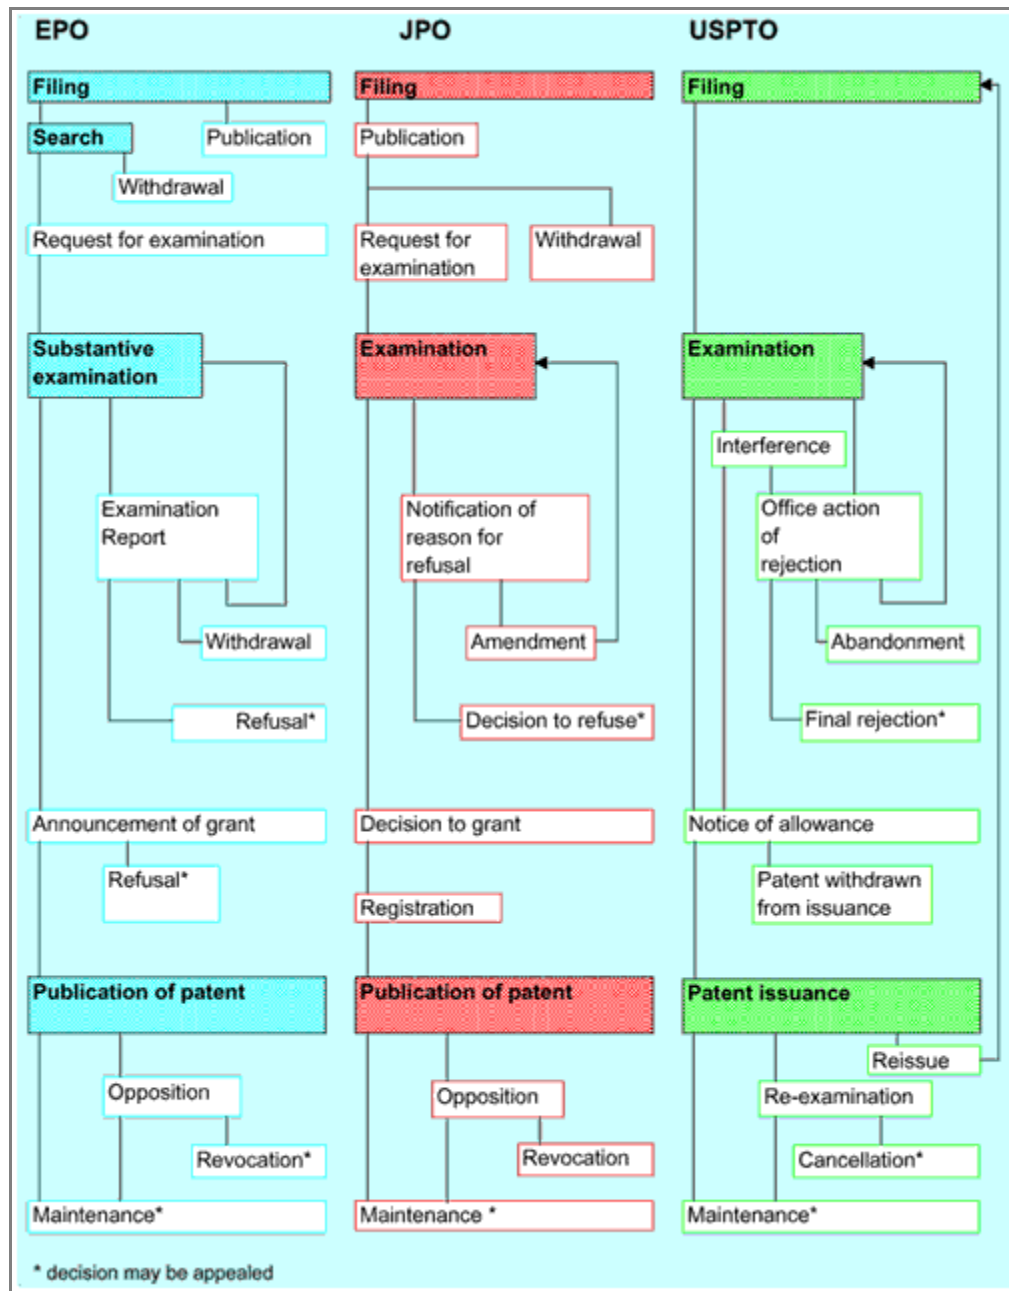 EPO
Filing
Search
Publication
Withdrawal
Request for examination
Substantive
examination
Examination
Report
Withdrawal
Refusal*
Announcement of grant
Refusal*
Publication of patent
Opposition
Revocation*
Maintenance*
JPO
Filing
Publication
Request for
examination
Withdrawal
Examination
Notification of
reason for
refusal
Amendment
Decision to refuse*
Decision to grant
Registration
Publication of patent
Opposition
Revocation
Maintenance *
USPTO
Filing
Examination
Interference
Office action
of
rejection
Abandonment
Final rejection*
Notice of allowance
Patent withdrawn
from issuance
Patent issuance
Reissue
Re-examination
Cancellation*
Maintenance*
* decision may be appealed